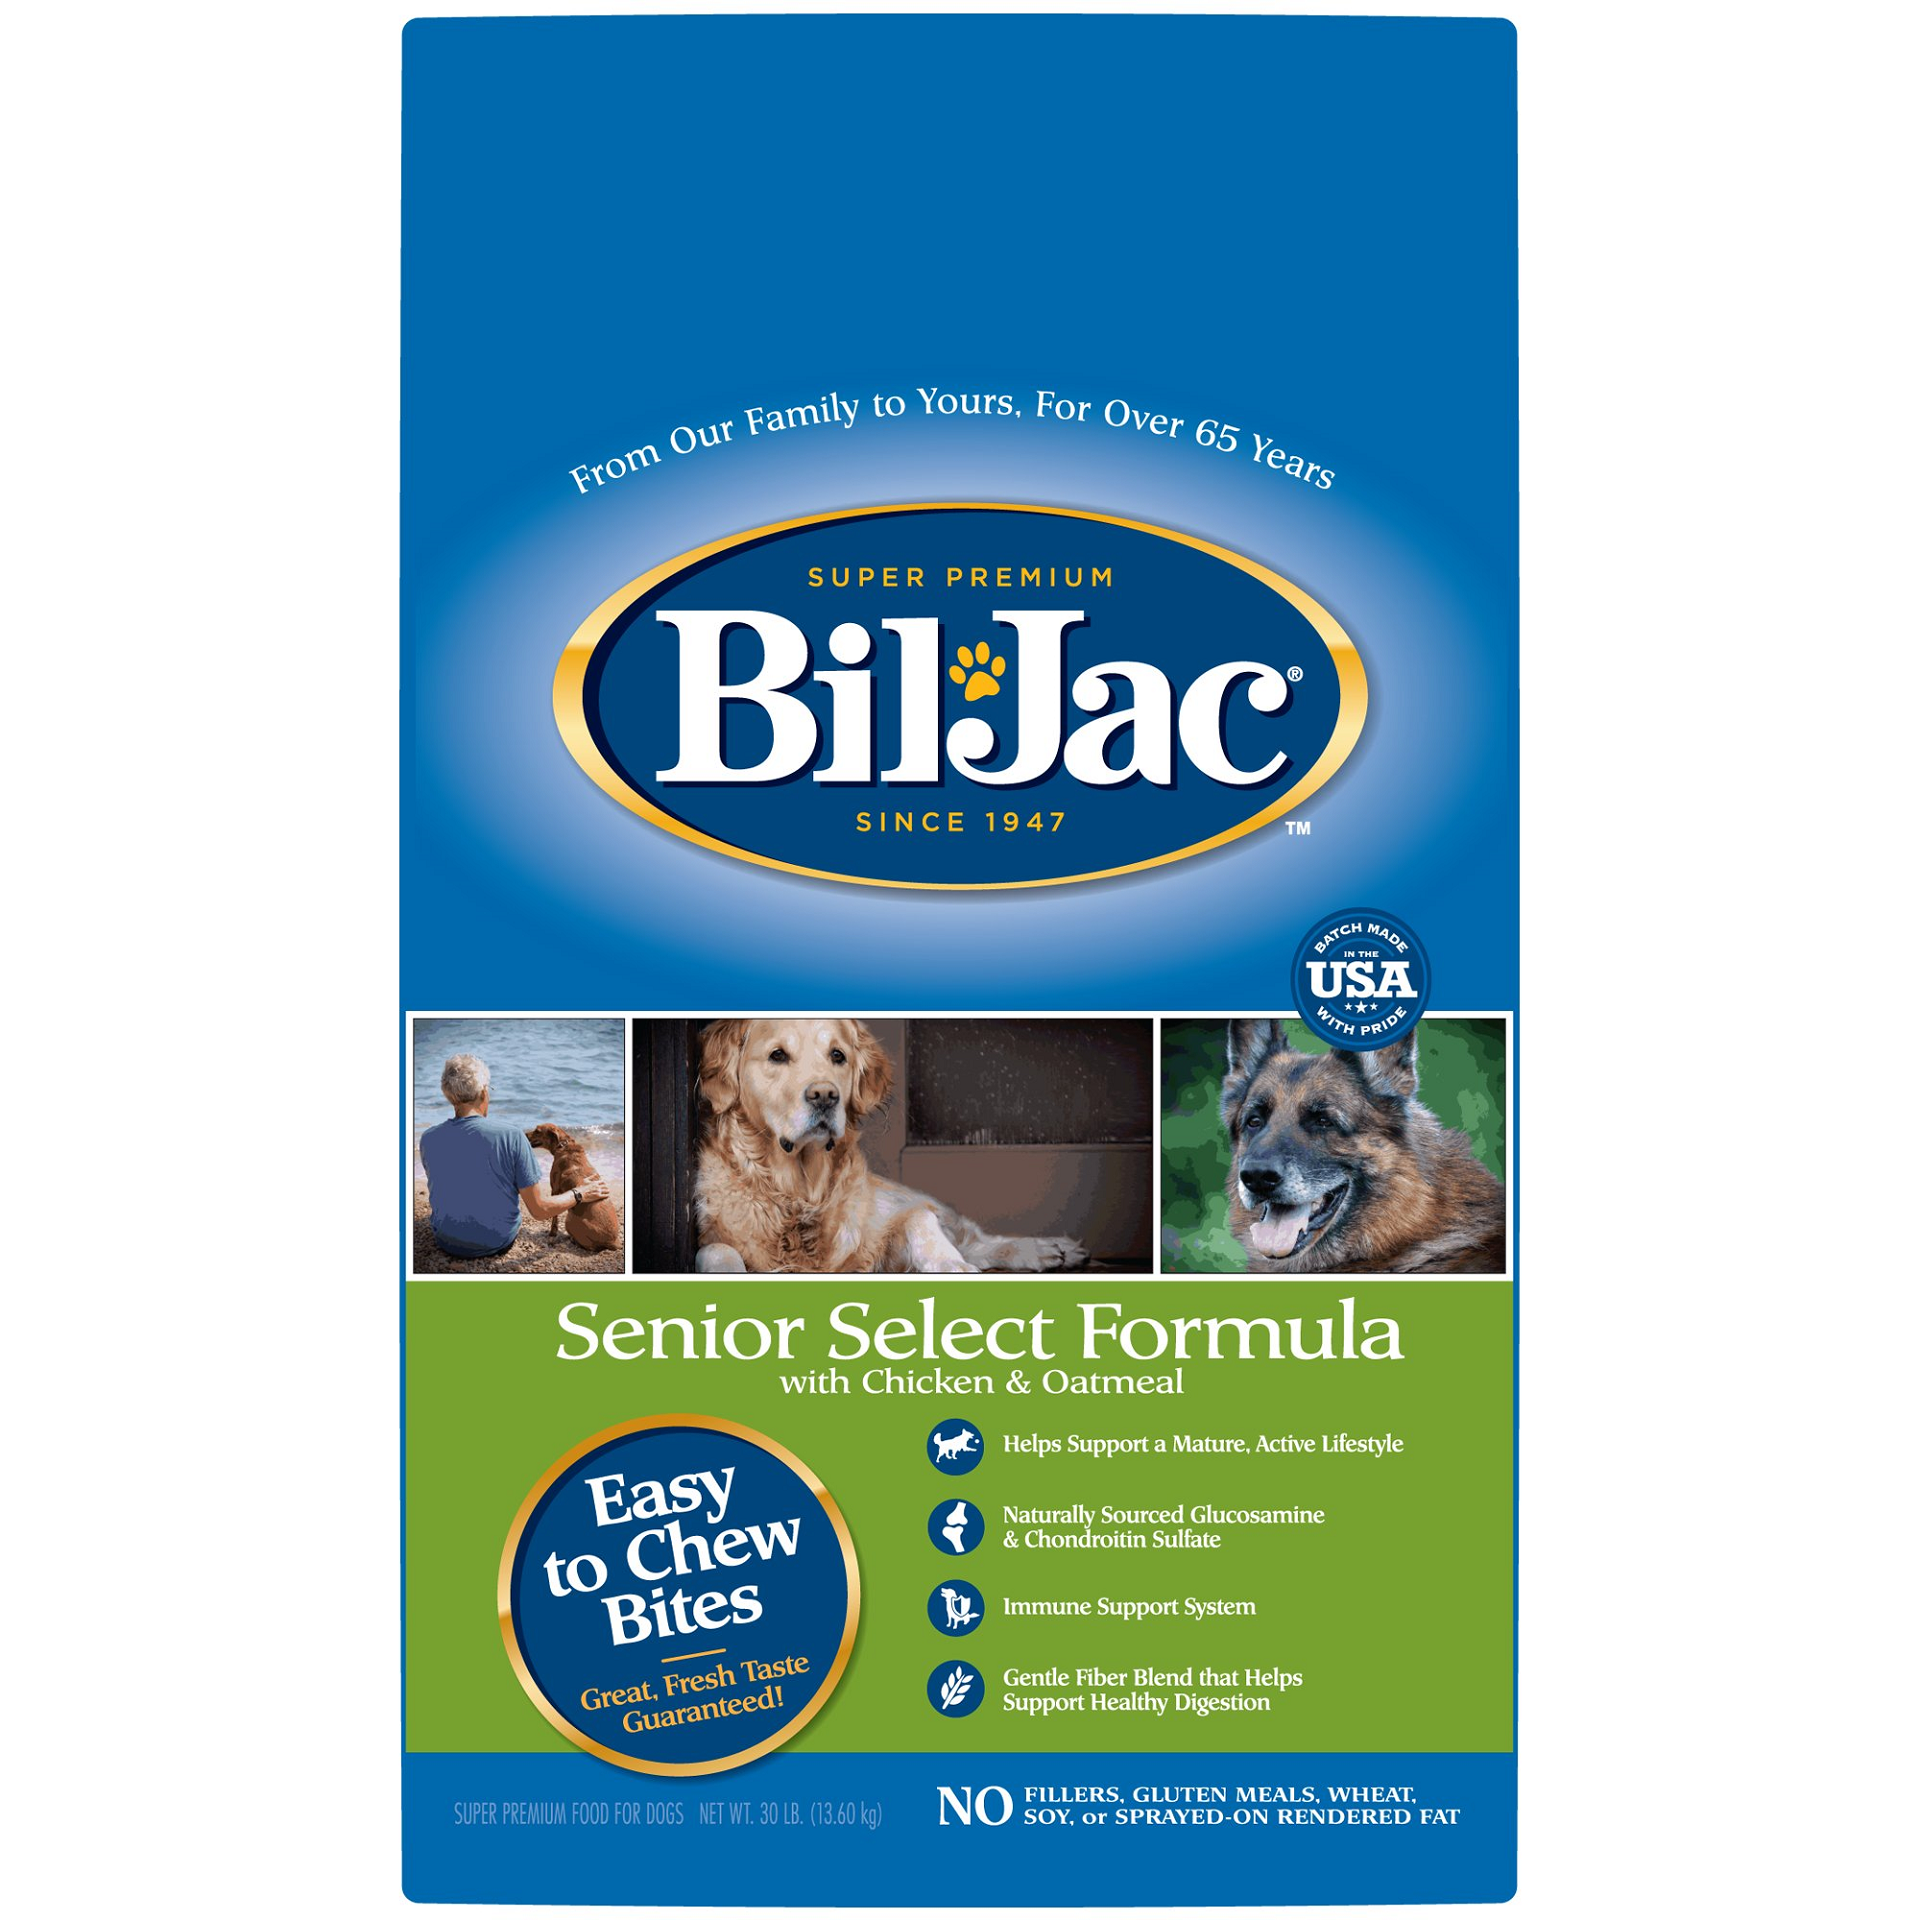 From Our Family to Yours, For Over 65 Years
SUPER PREMIUM
Bil Jac®
SINCE 1947
TM
BATCH MADE
IN THE
USA
WITH PRIDE
Senior Select Formula
with Chicken & Oatmeal
Easy
to Chew
Bites
Great, Fresh Taste
Guaranteed!
Helps Support a Mature, Active Lifestyle
Naturally Sourced Glucosamine
& Chondroitin Sulfate
Immune Support System
Gentle Fiber Blend that Helps
Support Healthy Digestion
SUPER PREMIUM FOOD FOR DOGS NET WT. 30 LB. (13.60 kg)
NO FILLERS, GLUTEN MEALS, WHEAT,
SOY, or SPRAYED-ON RENDERED FAT